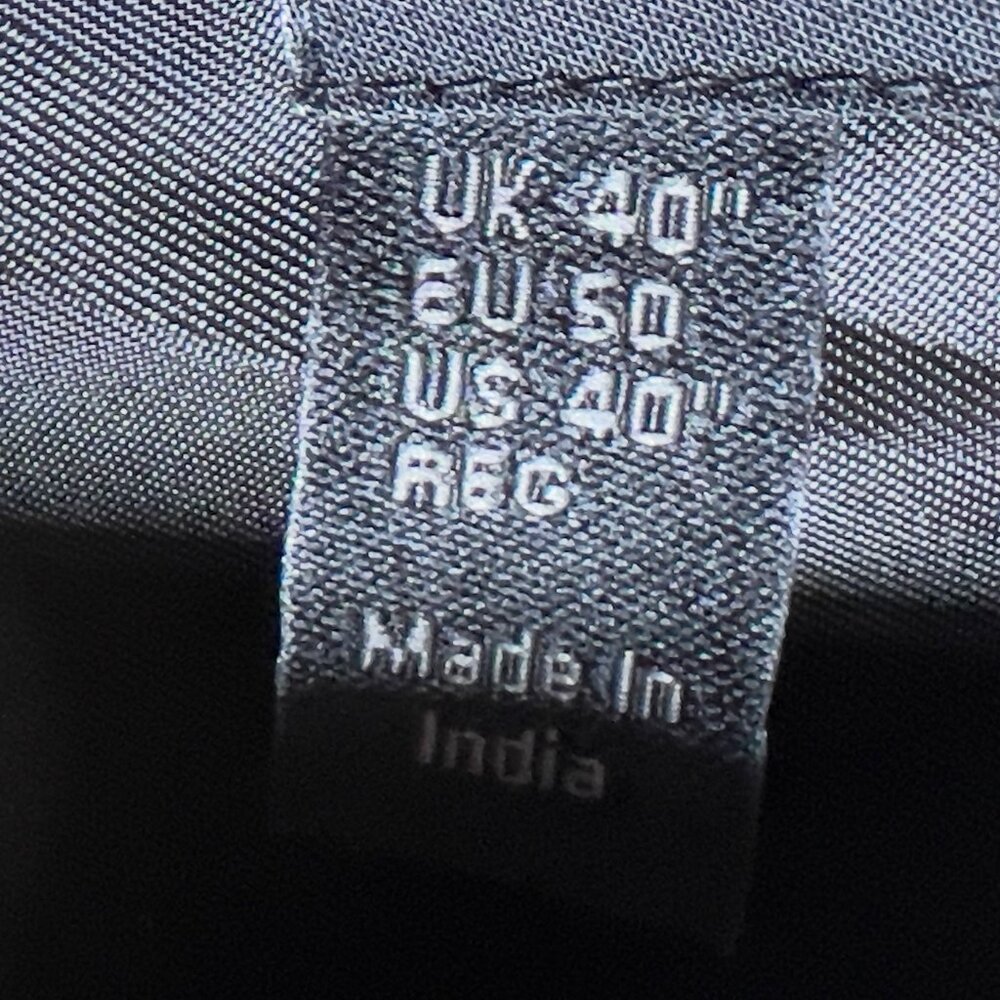 UK 40"
EU 50
US 40"
REG
Made In
India